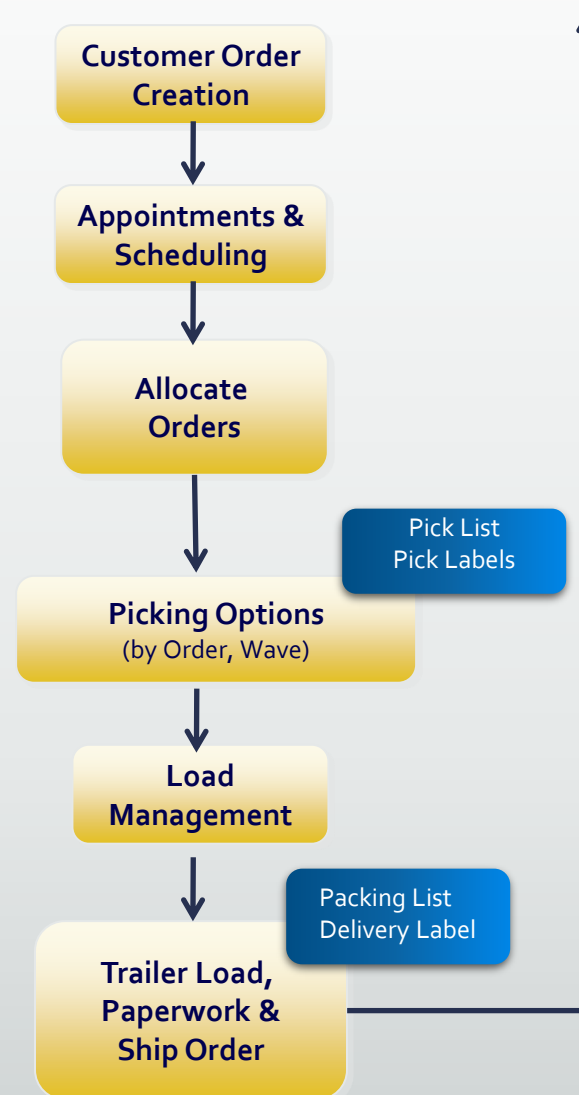 Customer Order
Creation
Appointments &
Scheduling
Allocate
Orders
Pick List
Pick Labels
Picking Options
(by Order, Wave)
Load
Management
Packing List
Delivery Label
Trailer Load,
Paperwork &
Ship Order